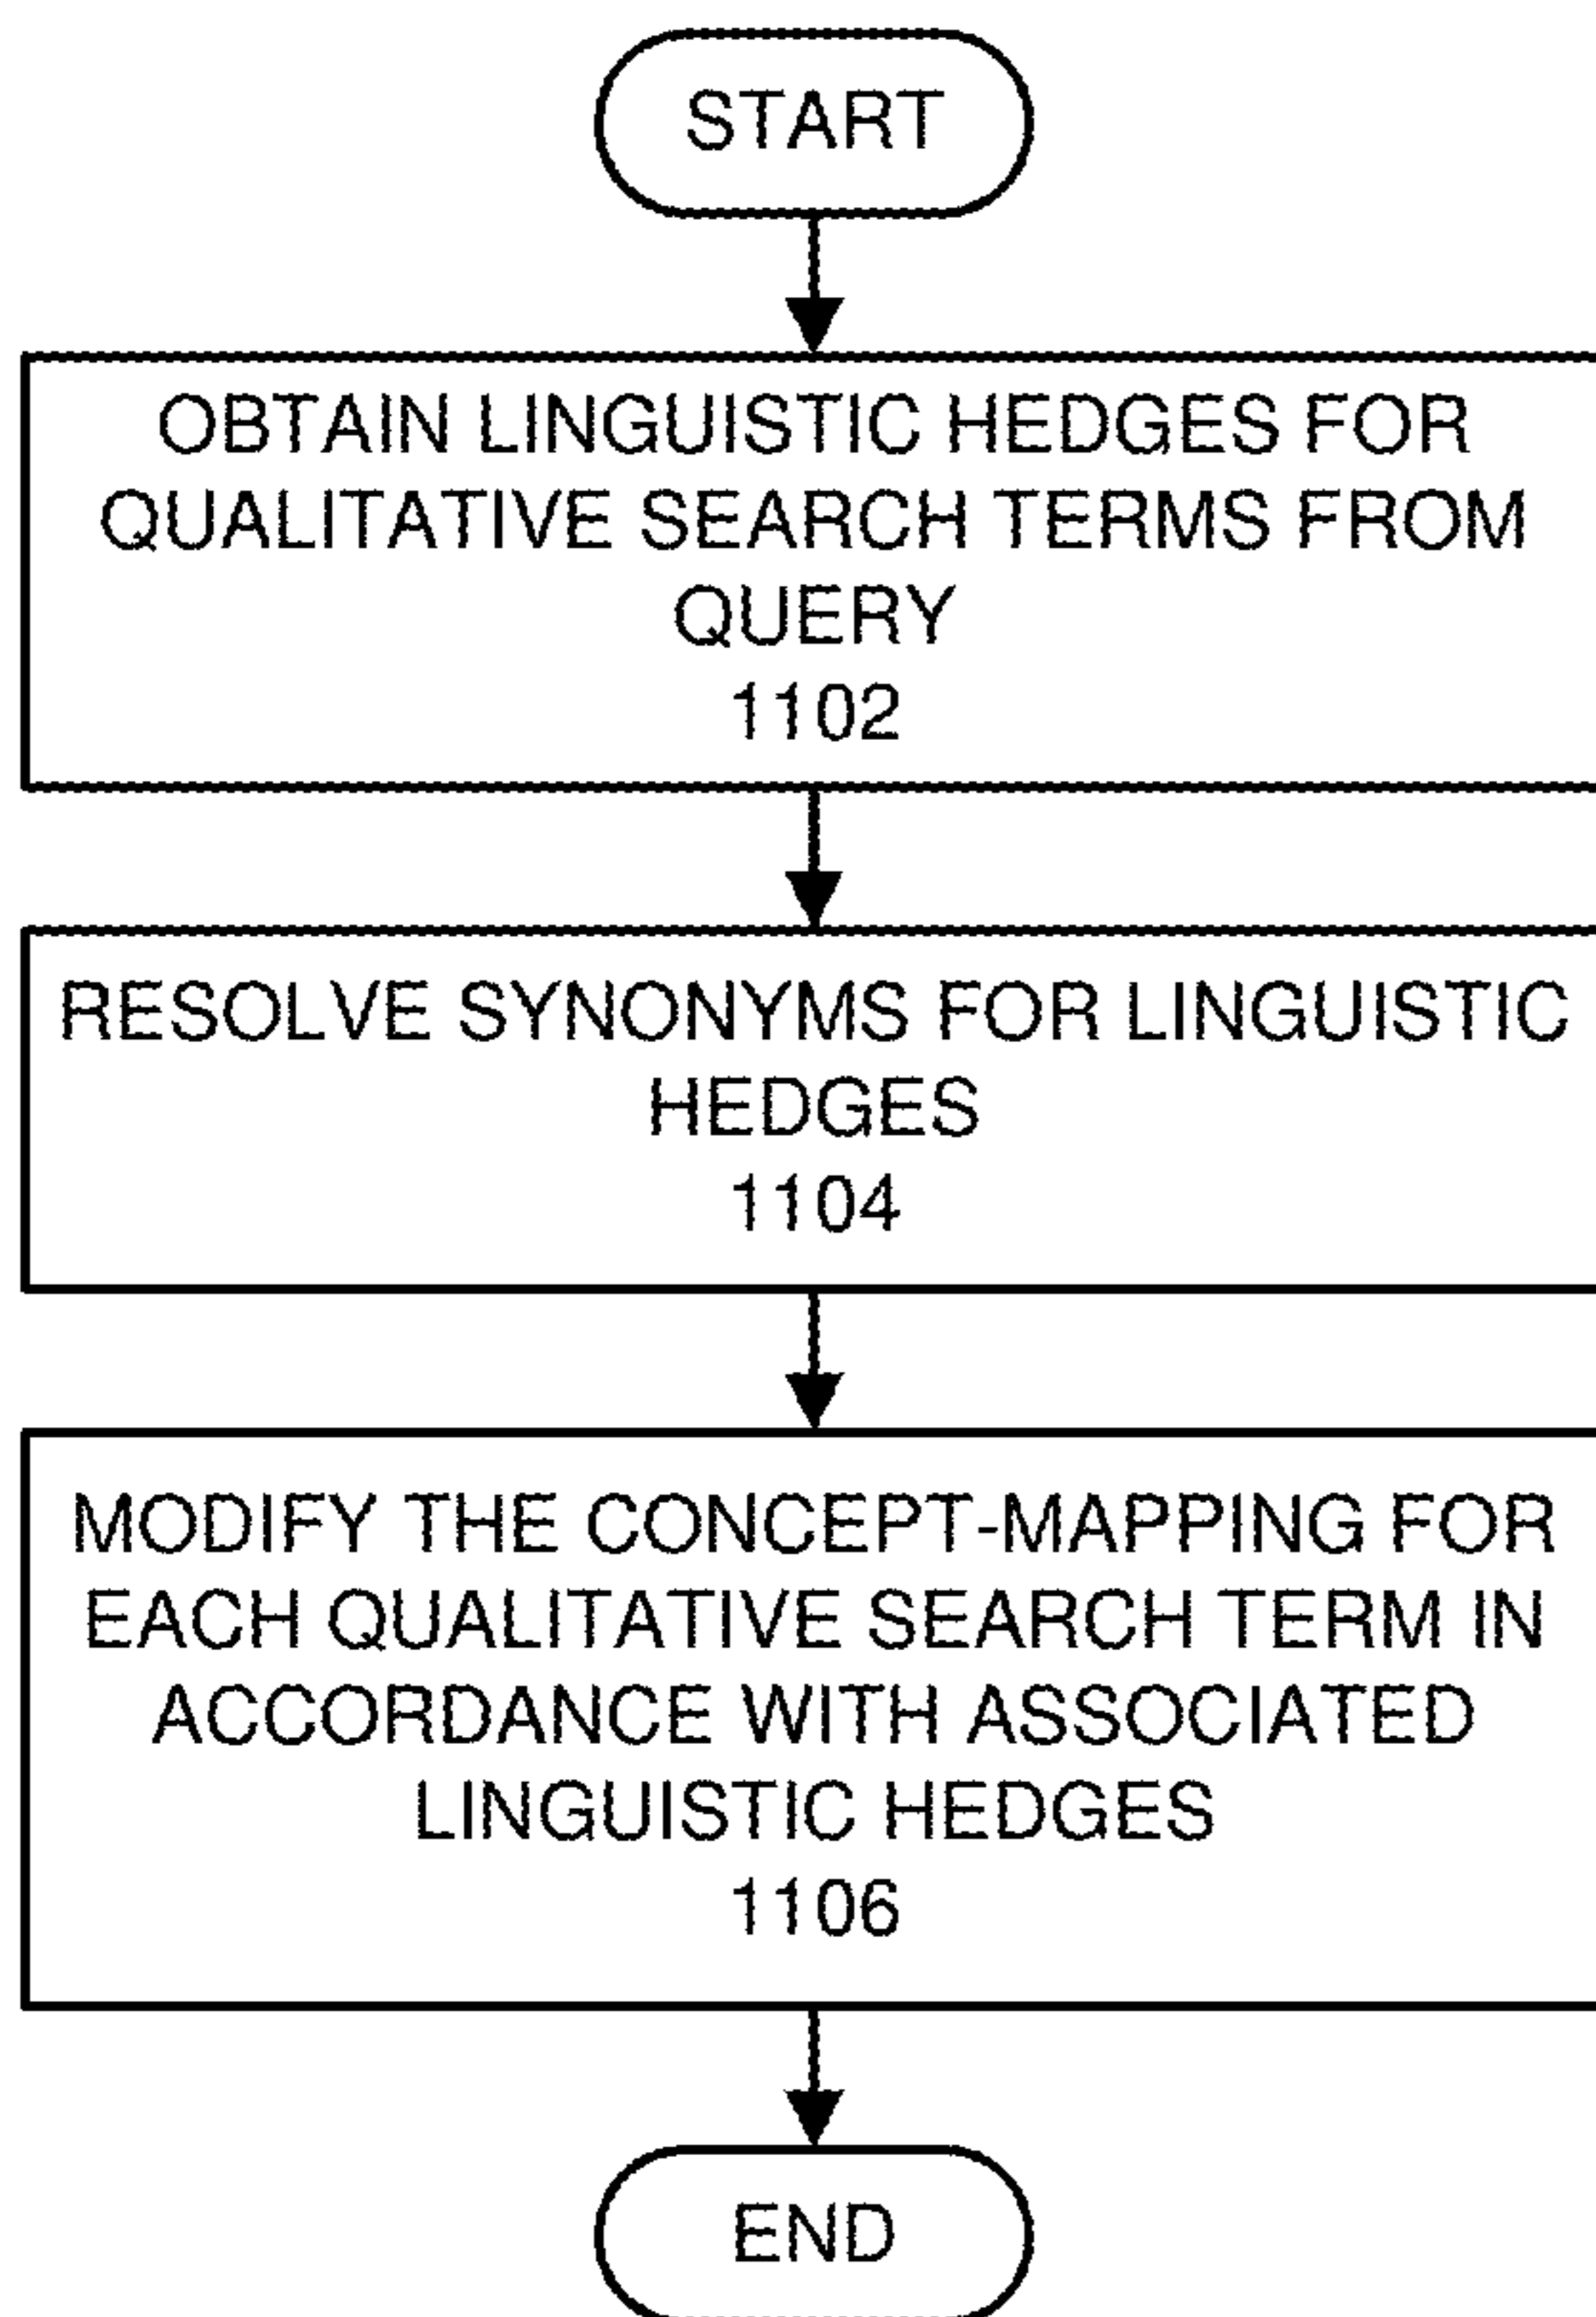 START
OBTAIN LINGUISTIC HEDGES FOR
QUALITATIVE SEARCH TERMS FROM
QUERY
1102
RESOLVE SYNONYMS FOR LINGUISTIC
HEDGES
1104
MODIFY THE CONCEPT-MAPPING FOR
EACH QUALITATIVE SEARCH TERM IN
ACCORDANCE WITH ASSOCIATED
LINGUISTIC HEDGES
1106
END